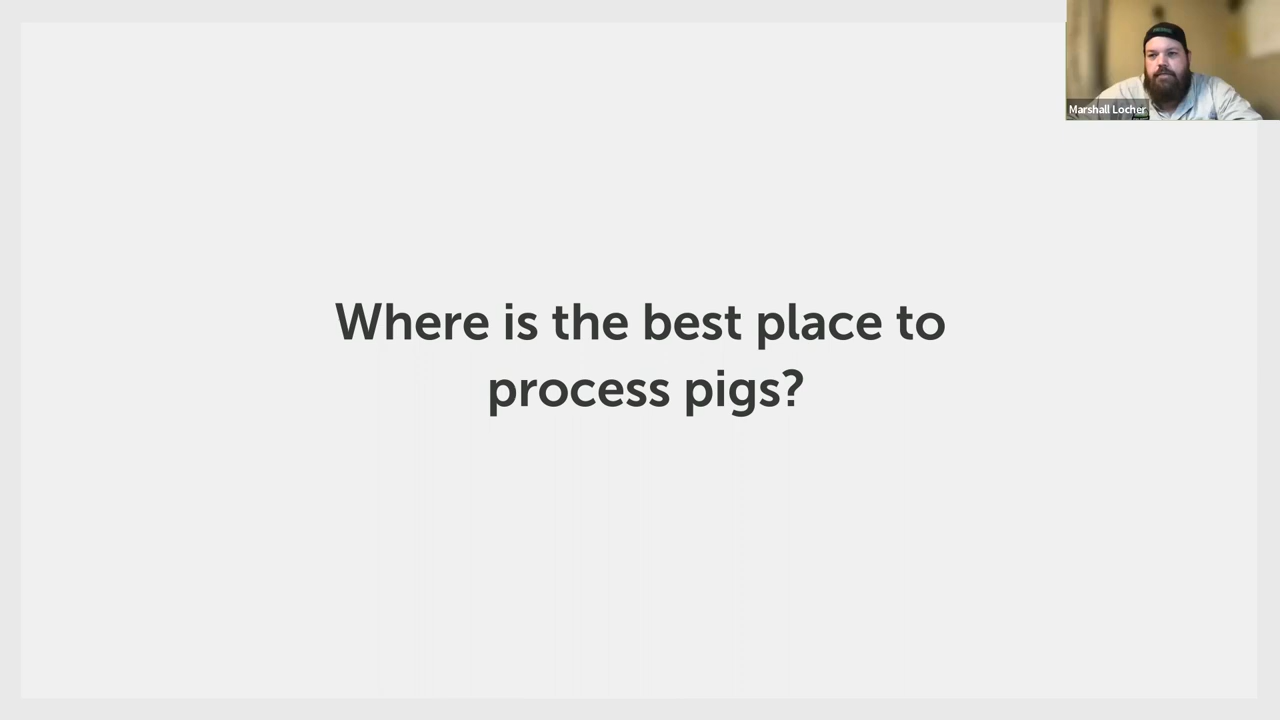 Marshall Locher
Where is the best place to
process pigs?